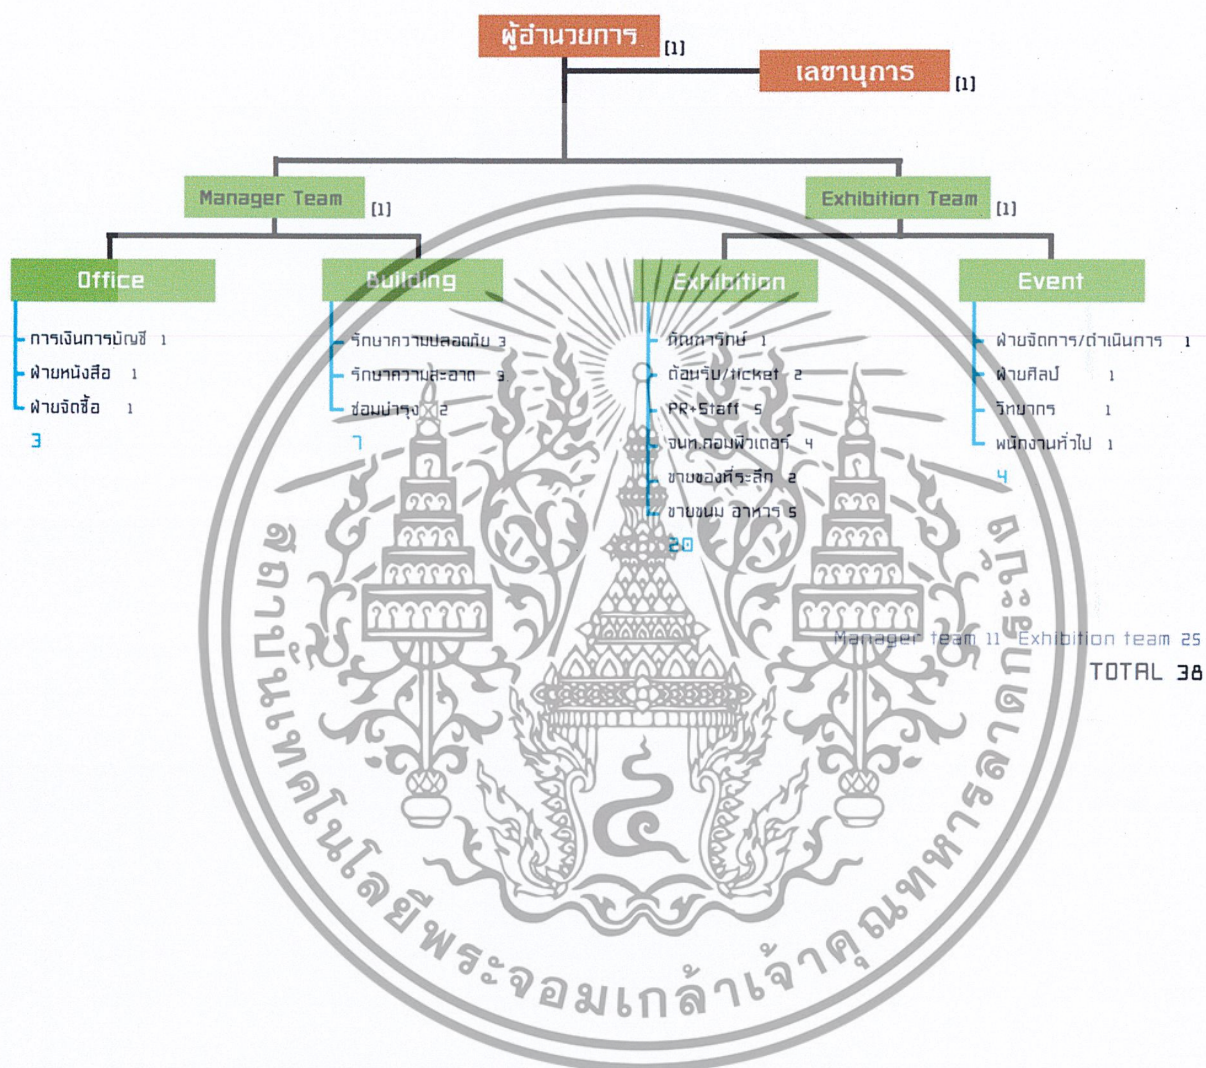 ผู้อำนวยการ [1]
เลขานุการ [1]
Manager Team [1]
Exhibition Team [1]
Office
การเงินการบัญชี 1
ฝ่ายหนังสือ 1
ฝ่ายจัดซื้อ 1
3
Building
รักษาความปลอดภัย 3
รักษาความสะอาด 3
ซ่อมบำรุง 2
7
Exhibition
ภัณฑารักษ์ 1
ต้อนรับ/ticket 2
PR+Staff 5
จนท.คอมพิวเตอร์ 4
ขายของที่ระลึก 2
ขายขนม อาหาร 5
20
Event
ฝ่ายจัดการ/ดำเนินการ 1
ฝ่ายศิลป์ 1
วิทยากร 1
พนักงานทั่วไป 1
4
Manager team 11 Exhibition team 25
TOTAL 38
สถาบันเทคโนโลยีพระจอมเกล้าเจ้าคุณทหารลาดกระบัง